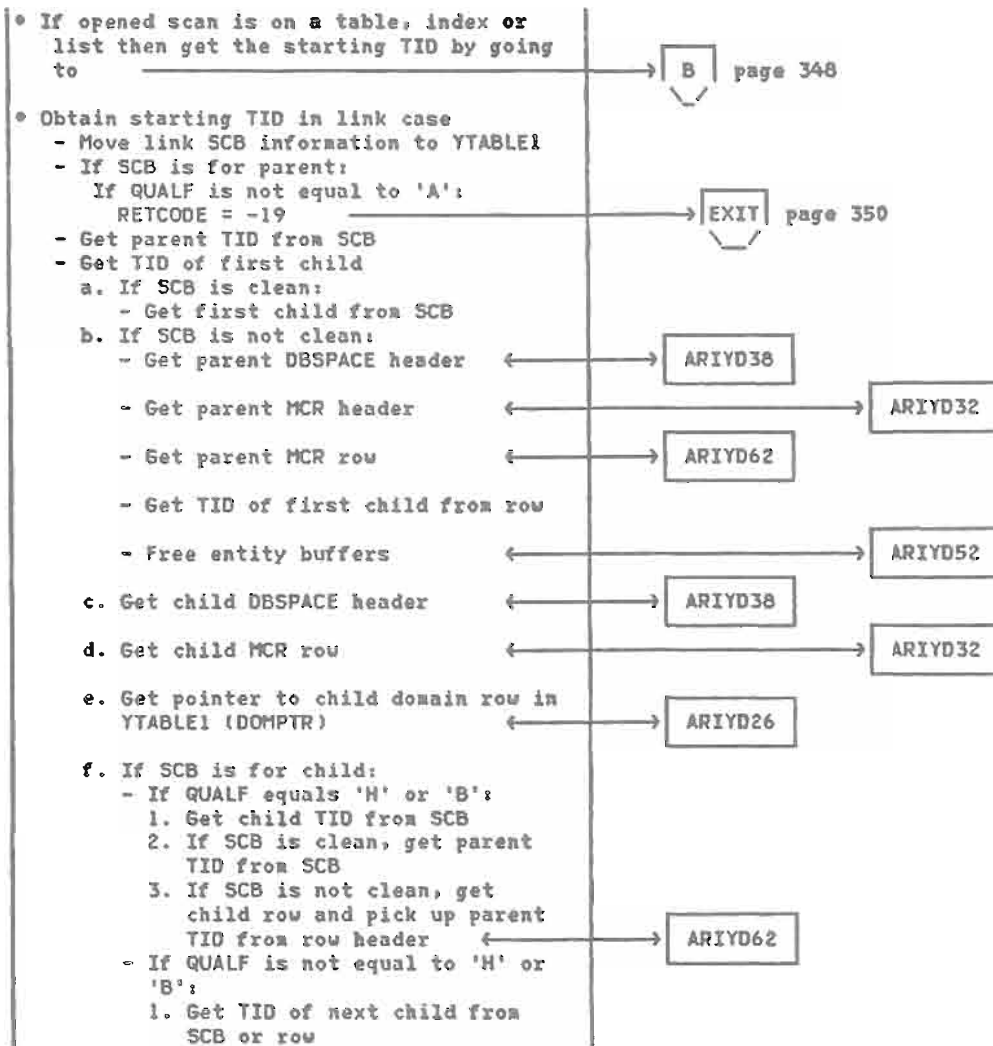 • If opened scan is on a table, index or
list then get the starting TID by going
to B page 348
• Obtain starting TID in link case
- Move link SCB information to YTABLE1
- If SCB is for parent:
If QUALF is not equal to 'A':
RETCODE = -19 EXIT page 350
- Get parent TID from SCB
- Get TID of first child
a. If SCB is clean:
- Get first child from SCB
b. If SCB is not clean:
- Get parent DBSPACE header ARIYD38
- Get parent MCR header ARIYD32
- Get parent MCR row ARIYD62
- Get TID of first child from row
- Free entity buffers ARIYD52
c. Get child DBSPACE header ARIYD38
d. Get child MCR row ARIYD32
e. Get pointer to child domain row in
YTABLE1 (DOMPTR) ARIYD26
f. If SCB is for child:
- If QUALF equals 'H' or 'B':
1. Get child TID from SCB
2. If SCB is clean, get parent
TID from SCB
3. If SCB is not clean, get
child row and pick up parent
TID from row header ARIYD62
- If QUALF is not equal to 'H' or
'B':
1. Get TID of next child from
SCB or row